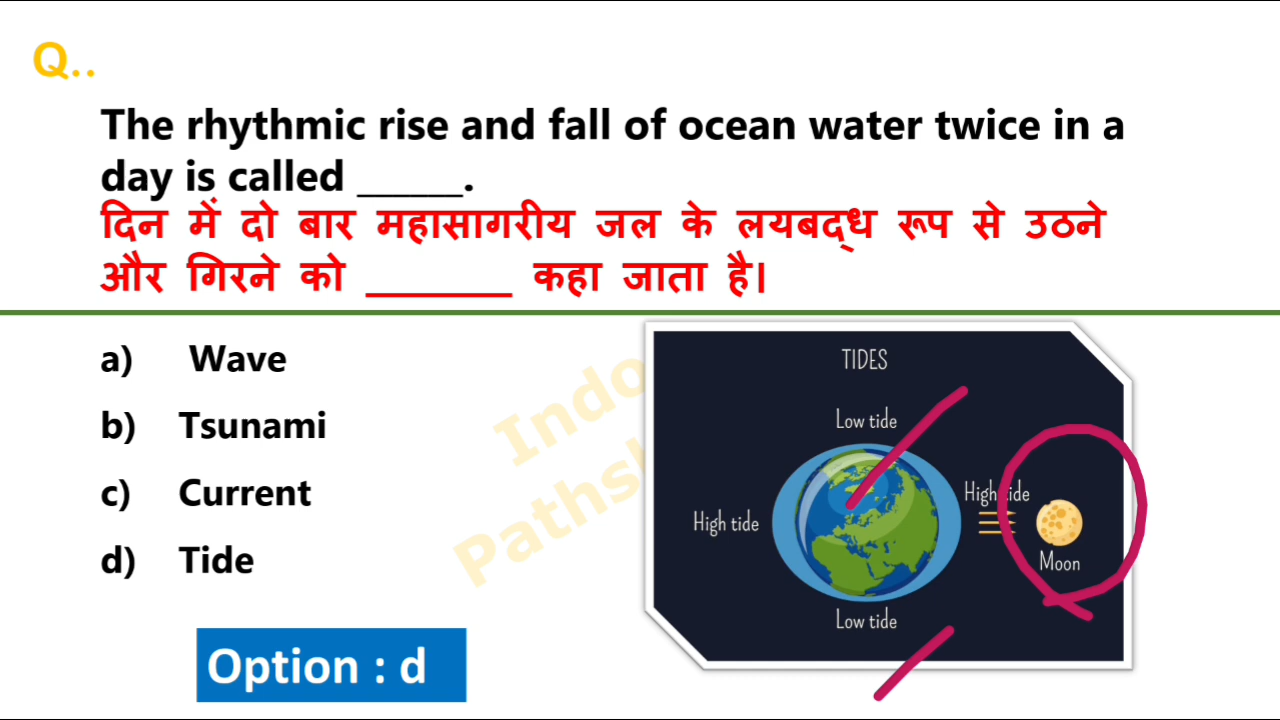 Q..
The rhythmic rise and fall of ocean water twice in a
day is called ______.
दिन में दो बार महासागरीय जल के लयबद्ध रूप से उठने
और गिरने को ________ कहा जाता है।
a) Wave
b) Tsunami
c) Current
d) Tide
Option : d
TIDES
Low tide
High tide
High tide
Moon
Low tide
Indo